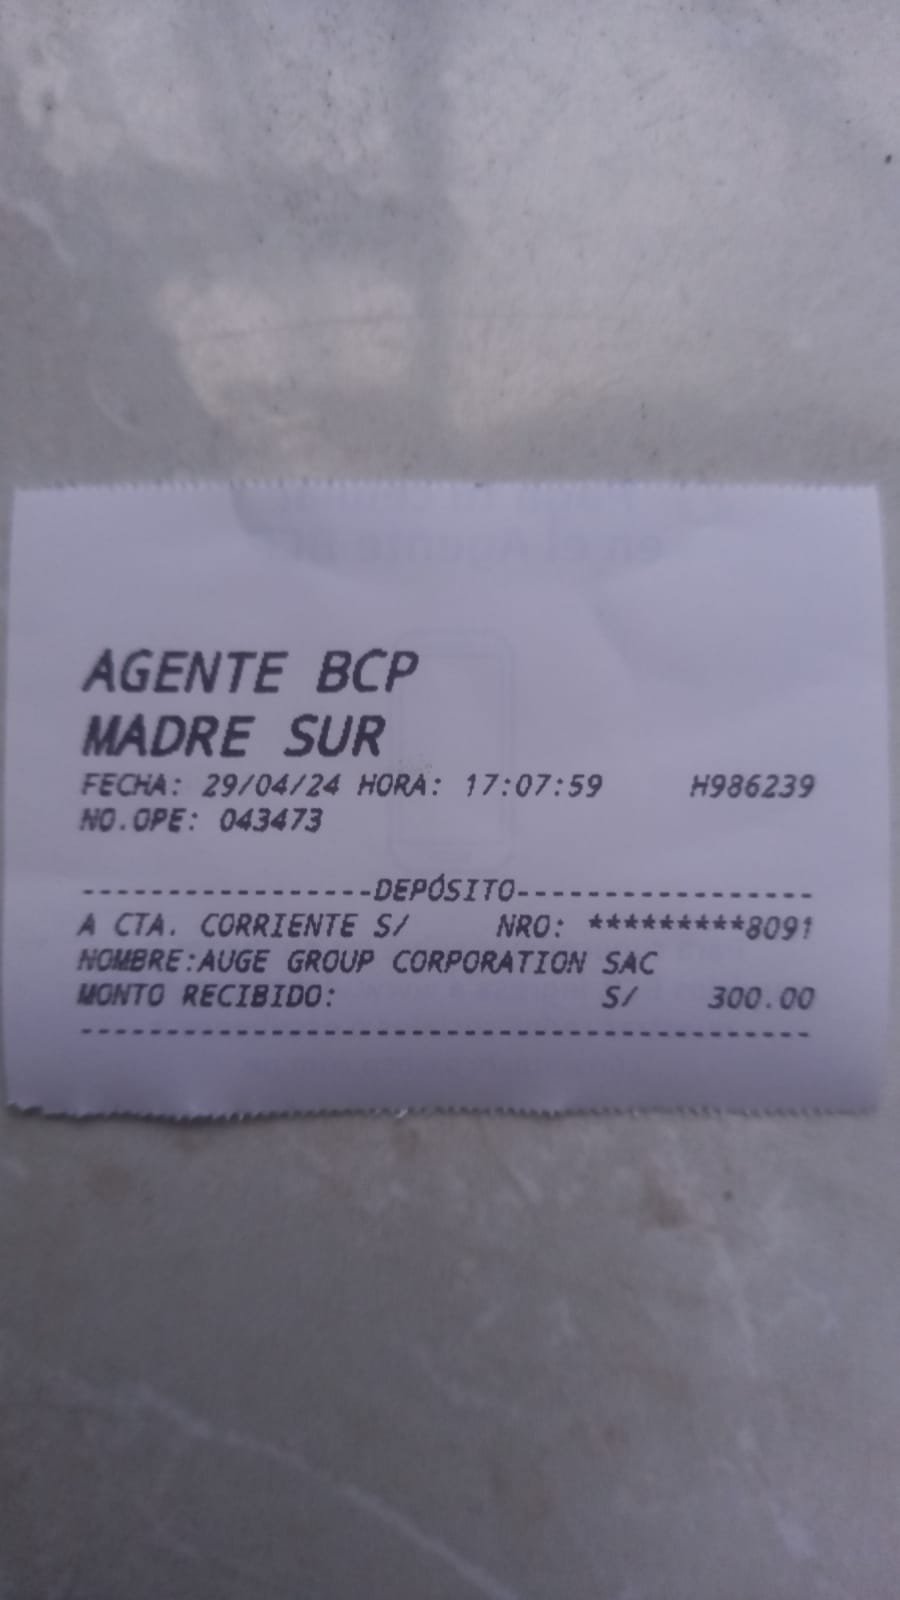 AGENTE BCP
MADRE SUR
FECHA: 29/04/24 HORA: 17:07:59 H986239
NO.OPE: 043473
------------------DEPÓSITO------------------
A CTA. CORRIENTE S/ NRO: *********8091
NOMBRE:AUGE GROUP CORPORATION SAC
MONTO RECIBIDO: S/ 300.00